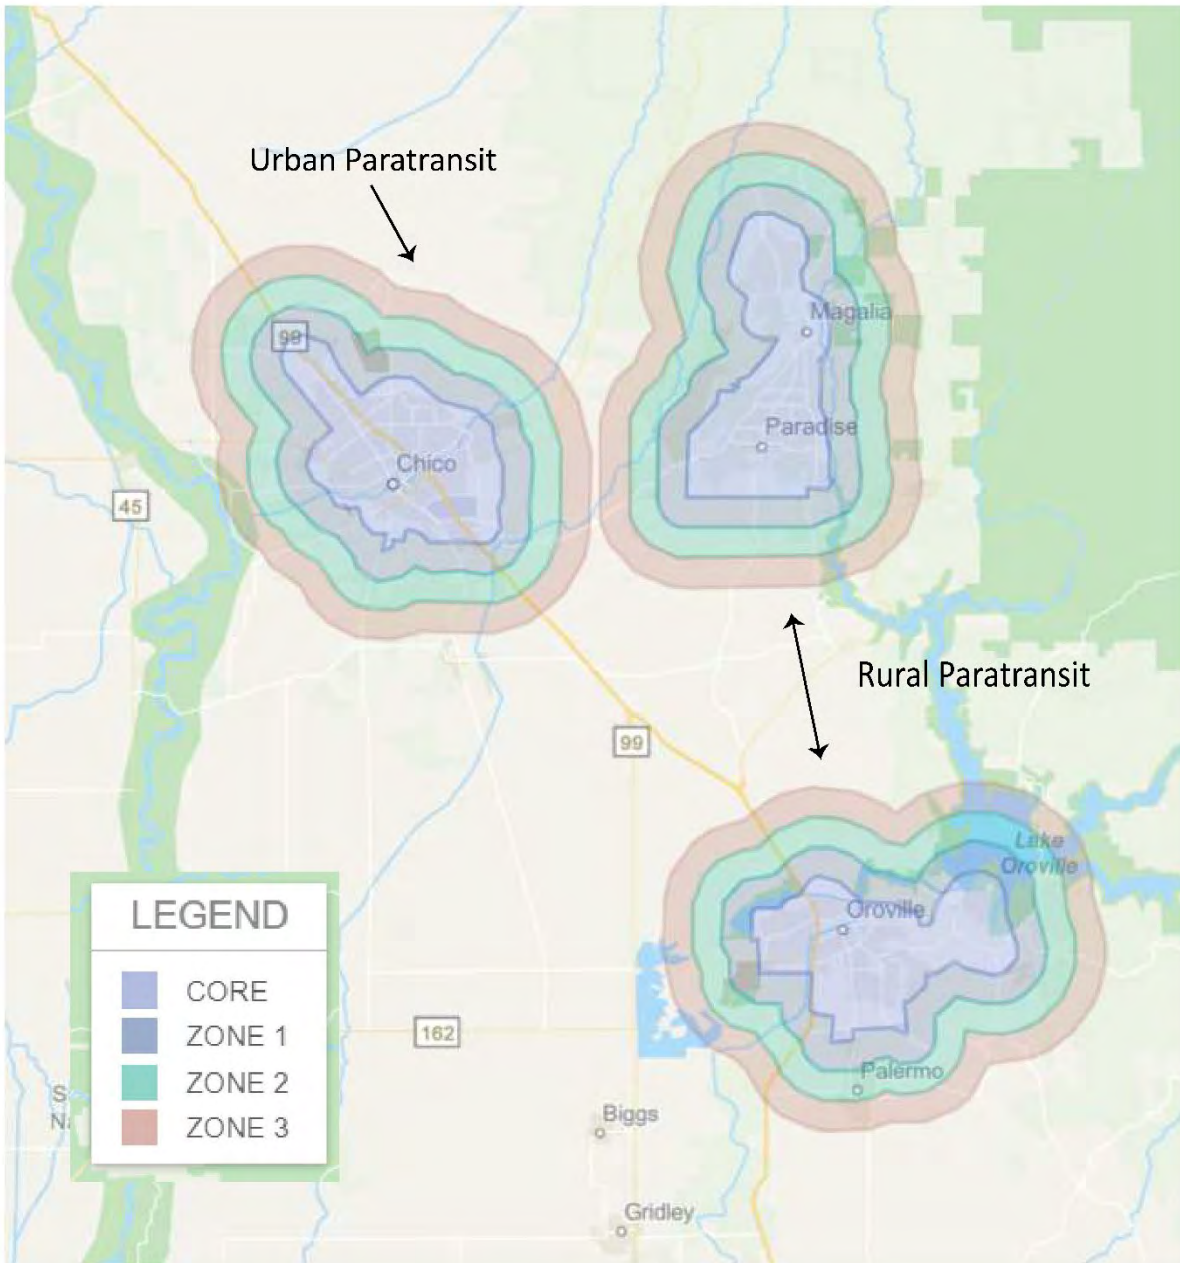 Urban Paratransit
Magalia
99
Paradise
Chico
45
Rural Paratransit
99
Lake
Oroville
Oroville
LEGEND
CORE
ZONE 1
162
ZONE 2
Palermo
ZONE 3
Biggs
Gridley